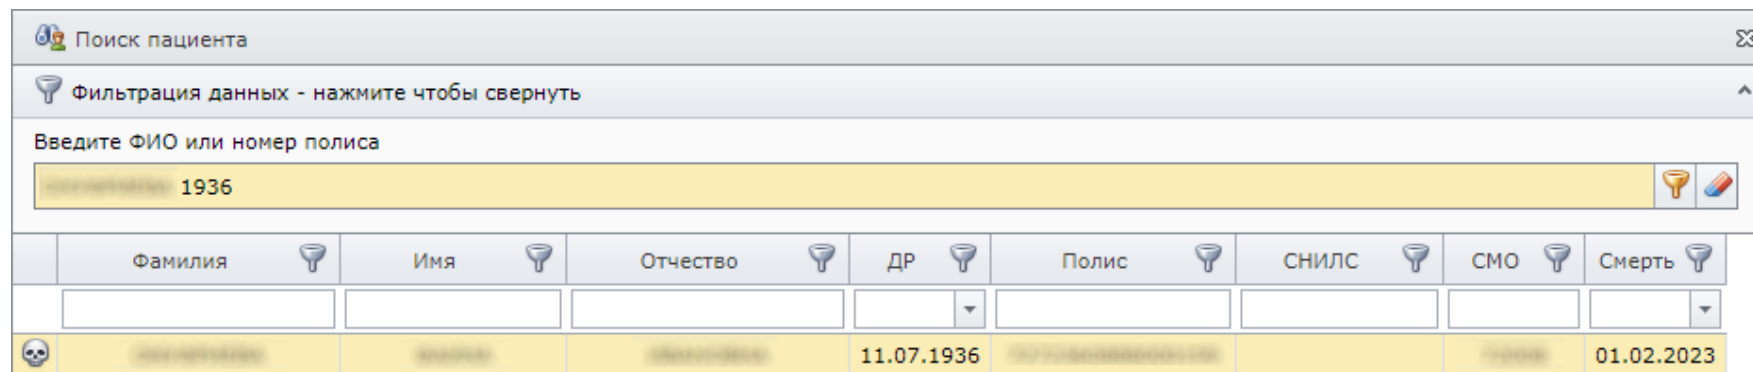 Поиск пациента
Фильтрация данных - нажмите чтобы свернуть
Введите ФИО или номер полиса
1936
Фамилия Имя Отчество ДР Полис СНИЛС СМО Смерть
11.07.1936 01.02.2023